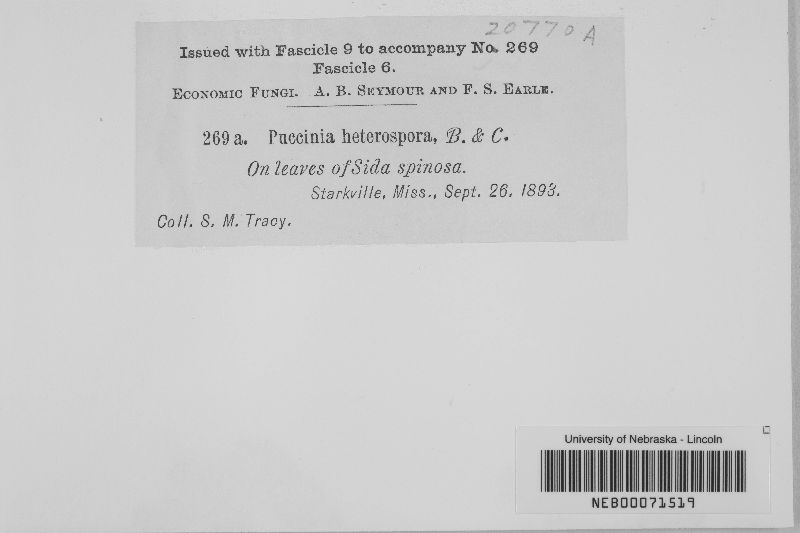 20770A
Issued with Fascicle 9 to accompany No. 269
Fascicle 6.
Economic Fungi. A. B. Seymour and F. S. Earle.
269 a. Puccinia heterospora, B. & C.
On leaves of Sida spinosa.
Starkville, Miss., Sept. 26, 1893.
Coll. S. M. Tracy.
University of Nebraska - Lincoln
NEB00071519